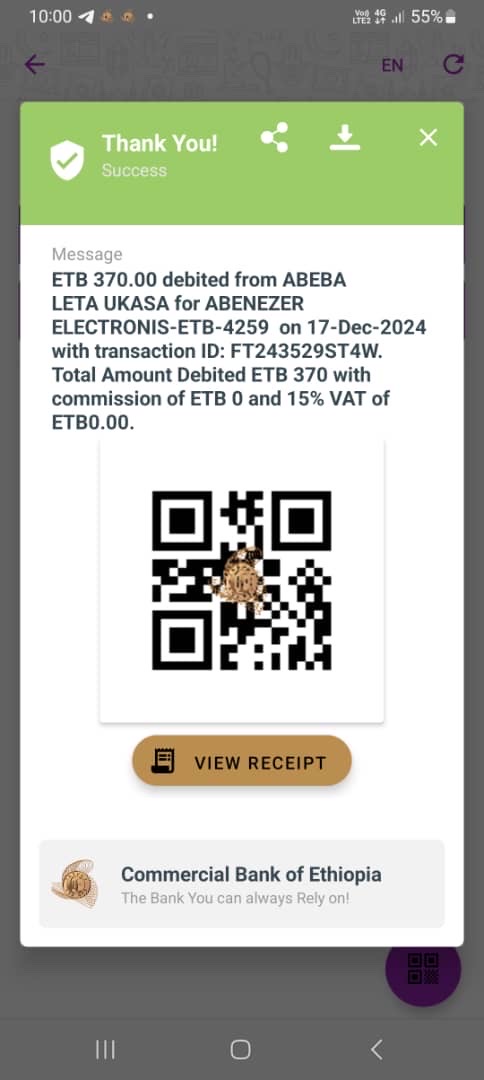 10:00
Vo)) 4G
LTE2
55%
EN
Thank You!
Success
Message
ETB 370.00 debited from ABEBA
LETA UKASA for ABENEZER
ELECTRONIS-ETB-4259 on 17-Dec-2024
with transaction ID: FT243529ST4W.
Total Amount Debited ETB 370 with
commission of ETB 0 and 15% VAT of
ETB0.00.
VIEW RECEIPT
Commercial Bank of Ethiopia
The Bank You can always Rely on!